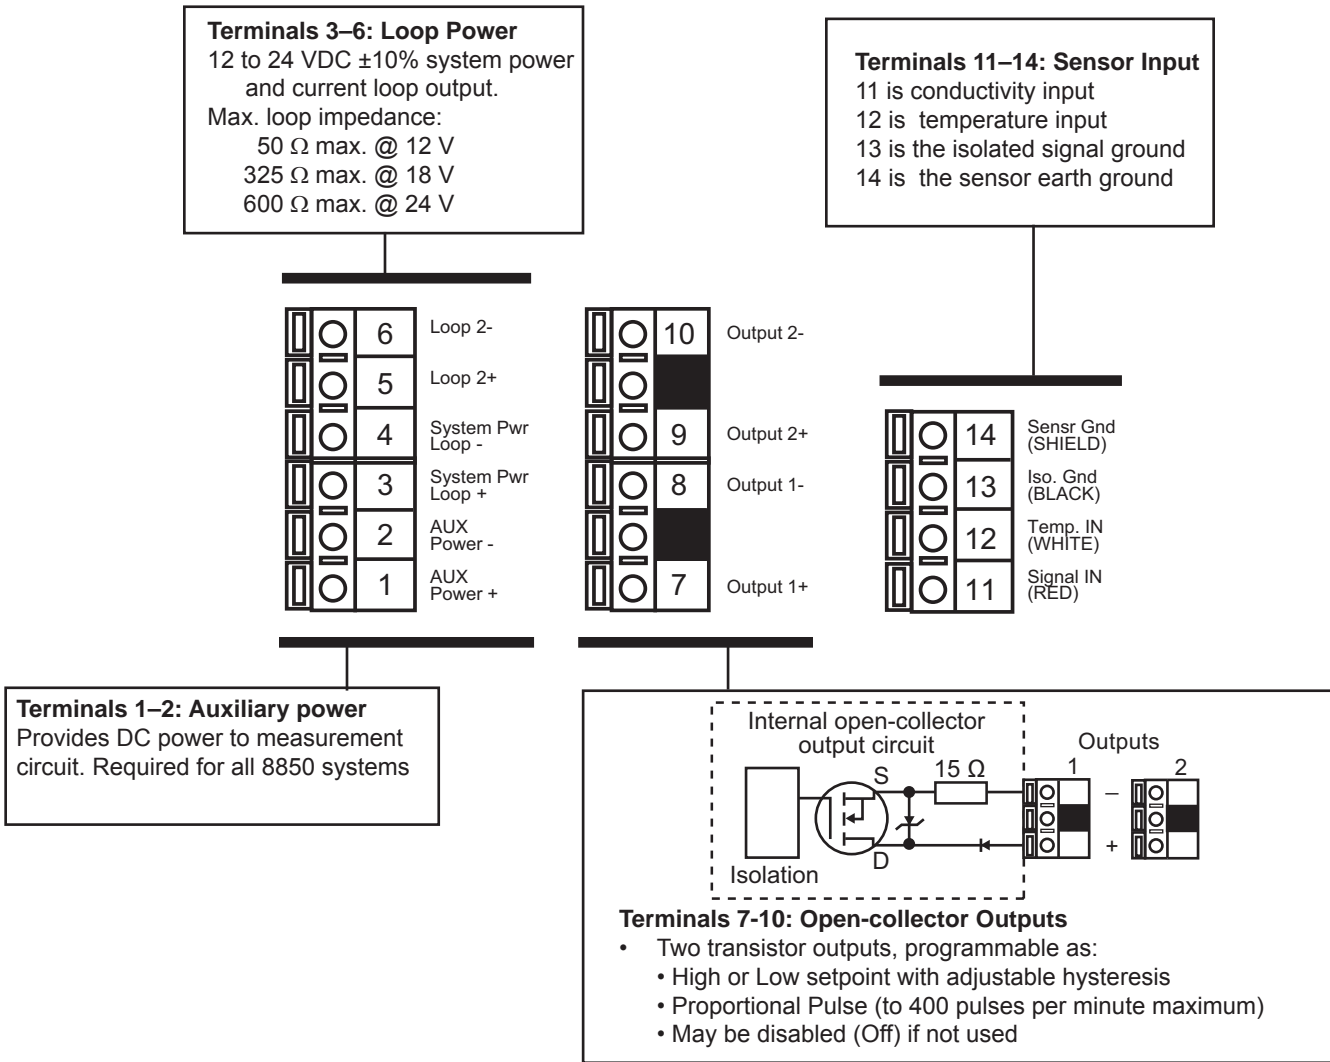 Terminals 3–6: Loop Power
12 to 24 VDC ±10% system power
and current loop output.
Max. loop impedance:
50 Ω max. @ 12 V
325 Ω max. @ 18 V
600 Ω max. @ 24 V
Terminals 11–14: Sensor Input
11 is conductivity input
12 is temperature input
13 is the isolated signal ground
14 is the sensor earth ground
6 Loop 2-
5 Loop 2+
4 System Pwr
Loop -
3 System Pwr
Loop +
2 AUX
Power -
1 AUX
Power +
10 Output 2-
9 Output 2+
8 Output 1-
7 Output 1+
14 Sensr Gnd
(SHIELD)
13 Iso. Gnd
(BLACK)
12 Temp. IN
(WHITE)
11 Signal IN
(RED)
Terminals 1–2: Auxiliary power
Provides DC power to measurement
circuit. Required for all 8850 systems
Internal open-collector
output circuit
Outputs
S 15 Ω 1 2
–
+
D
Isolation
Terminals 7-10: Open-collector Outputs
• Two transistor outputs, programmable as:
• High or Low setpoint with adjustable hysteresis
• Proportional Pulse (to 400 pulses per minute maximum)
• May be disabled (Off) if not used